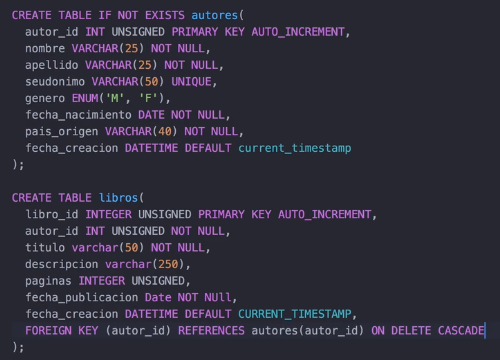 CREATE TABLE IF NOT EXISTS autores(
  autor_id INT UNSIGNED PRIMARY KEY AUTO_INCREMENT,
  nombre VARCHAR(25) NOT NULL,
  apellido VARCHAR(25) NOT NULL,
  seudonimo VARCHAR(50) UNIQUE,
  genero ENUM('M', 'F'),
  fecha_nacimiento DATE NOT NULL,
  pais_origen VARCHAR(40) NOT NULL,
  fecha_creacion DATETIME DEFAULT current_timestamp
);

CREATE TABLE libros(
  libro_id INTEGER UNSIGNED PRIMARY KEY AUTO_INCREMENT,
  autor_id INT UNSIGNED NOT NULL,
  titulo varchar(50) NOT NULL,
  descripcion varchar(250),
  paginas INTEGER UNSIGNED,
  fecha_publicacion Date NOT NUll,
  fecha_creacion DATETIME DEFAULT CURRENT_TIMESTAMP,
  FOREIGN KEY (autor_id) REFERENCES autores(autor_id) ON DELETE CASCADE
);